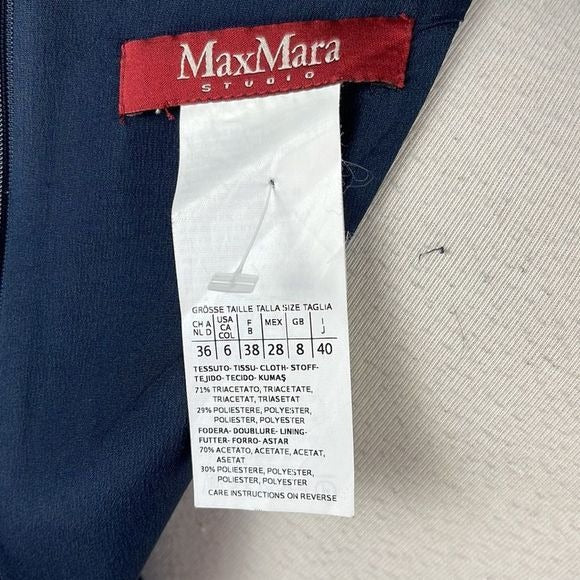 MaxMara
STUDIO
GRÖSSE TAILLE TALLA SIZE TAGLIA
CH A NL D USA CA COL F B MEX GB I J
36 6 38 28 8 40
TESSUTO- TISSU- CLOTH- STOFF-
TEJIDO- TECIDO- KUMAŞ
71% TRIACETATO, TRIACETATE,
TRIACETAT, TRIASETAT
29% POLIESTERE, POLYESTER,
POLIESTER, POLYESTER
FODERA- DOUBLURE- LINING-
FUTTER- FORRO- ASTAR
70% ACETATO, ACETATE, ACETAT,
ASETAT
30% POLIESTERE, POLYESTER,
POLIESTER, POLYESTER
CARE INSTRUCTIONS ON REVERSE